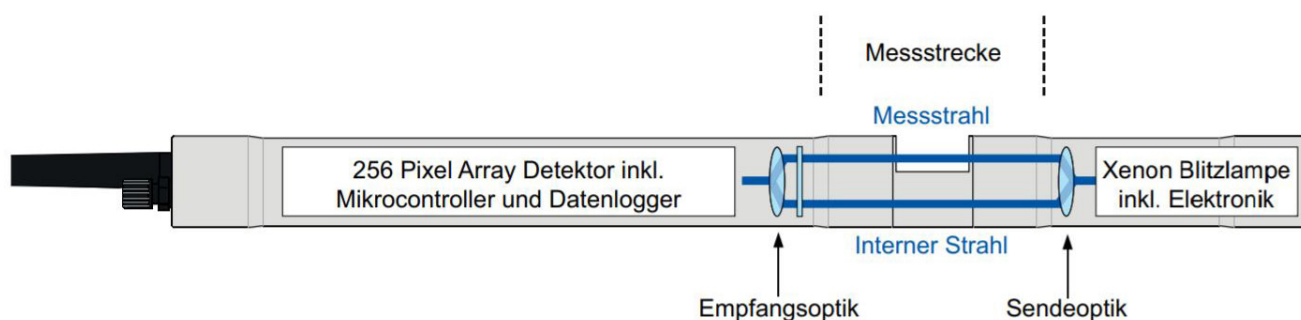 Messstrecke
Messstrahl
256 Pixel Array Detektor inkl.
Mikrocontroller und Datenlogger
Xenon Blitzlampe
inkl. Elektronik
Interner Strahl
Empfangsoptik
Sendeoptik